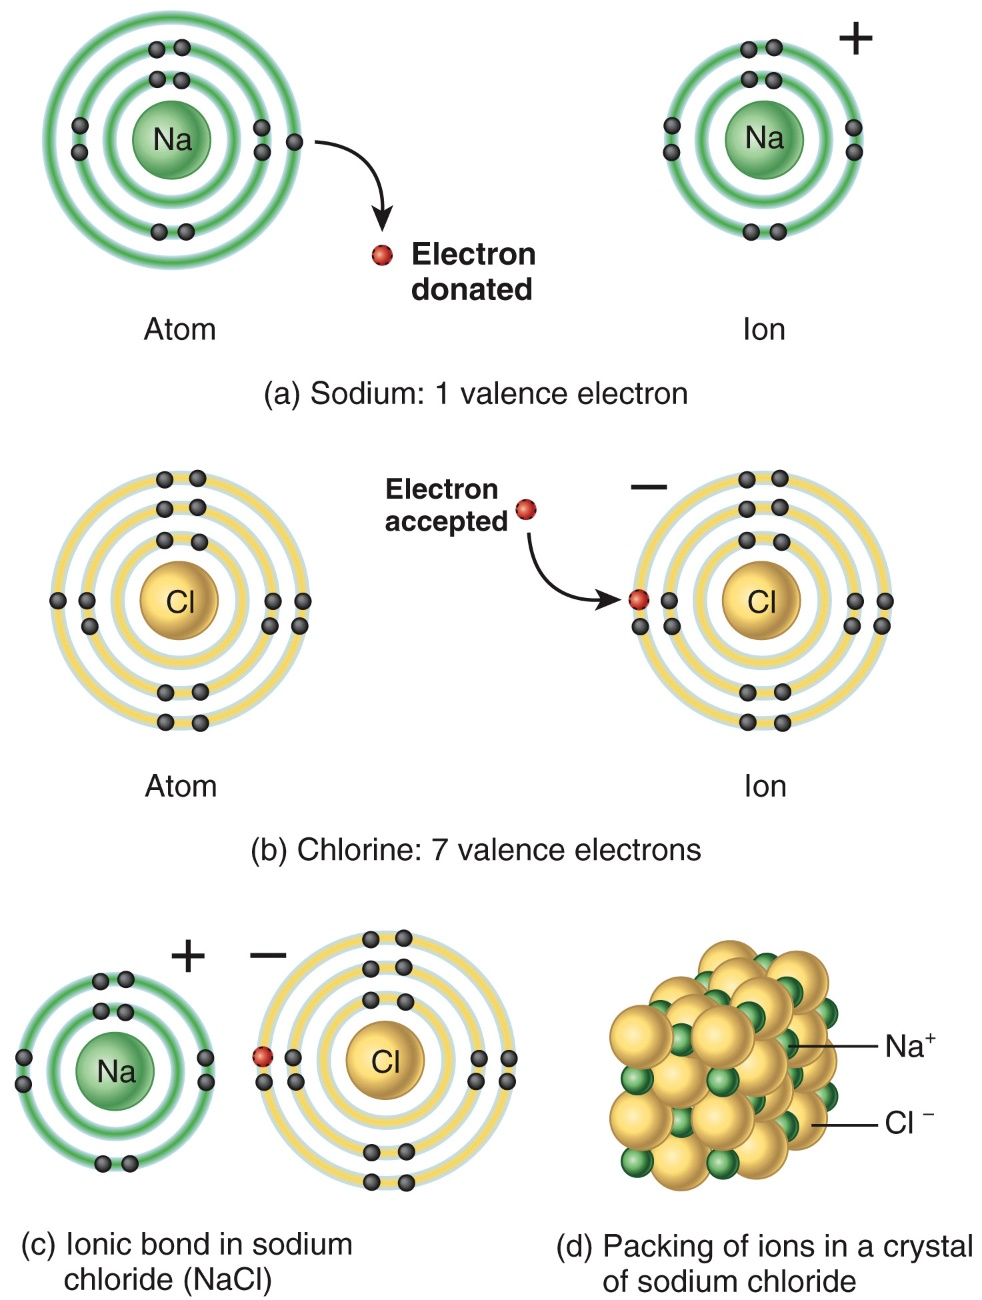 Na
+
Na
Electron
donated
Atom
Ion
(a) Sodium: 1 valence electron
Electron
accepted
−
Cl
Cl
Atom
Ion
(b) Chlorine: 7 valence electrons
+ −
Na
Cl
Na⁺
Cl⁻
(c) Ionic bond in sodium
chloride (NaCl)
(d) Packing of ions in a crystal
of sodium chloride